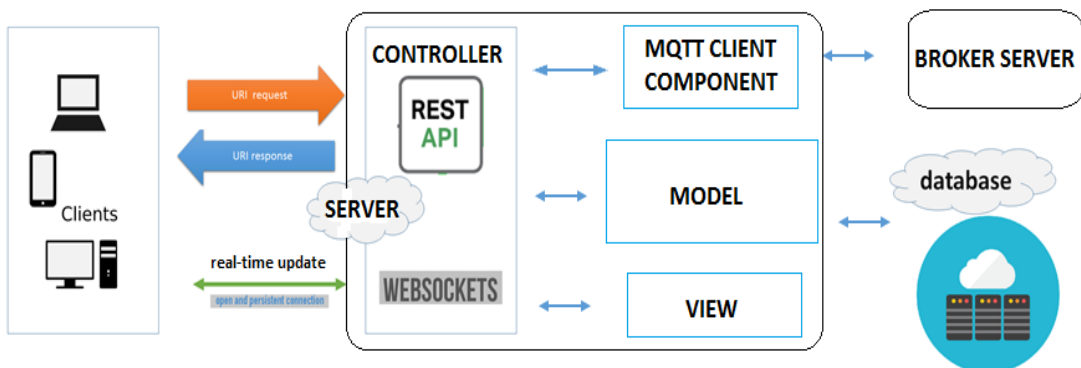 Clients
URI request
URI response
real-time update
open and persistent connection
SERVER
CONTROLLER
REST
API
WEBSOCKETS
MQTT CLIENT
COMPONENT
MODEL
VIEW
BROKER SERVER
database